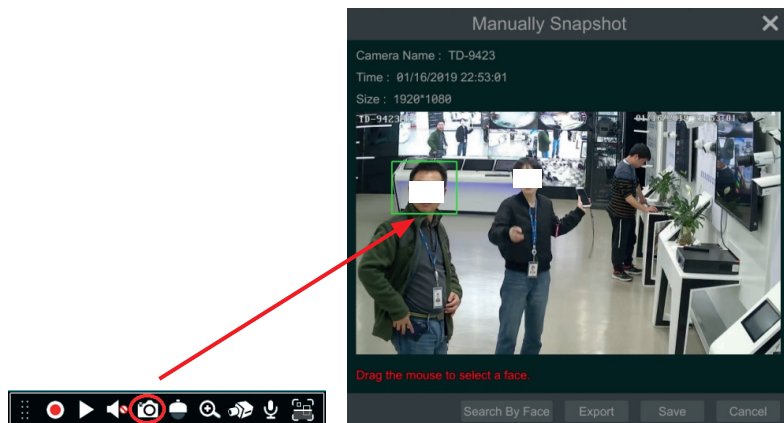 Manually Snapshot
Camera Name : TD-9423
Time : 01/16/2019 22:53:01
Size : 1920*1080
TD-9423
Drag the mouse to select a face.
Search By Face Export Save Cancel